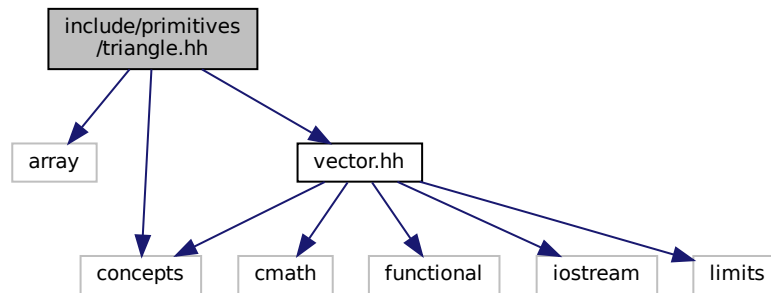 include/primitives
/triangle.hh
array
vector.hh
concepts
cmath
functional
iostream
limits